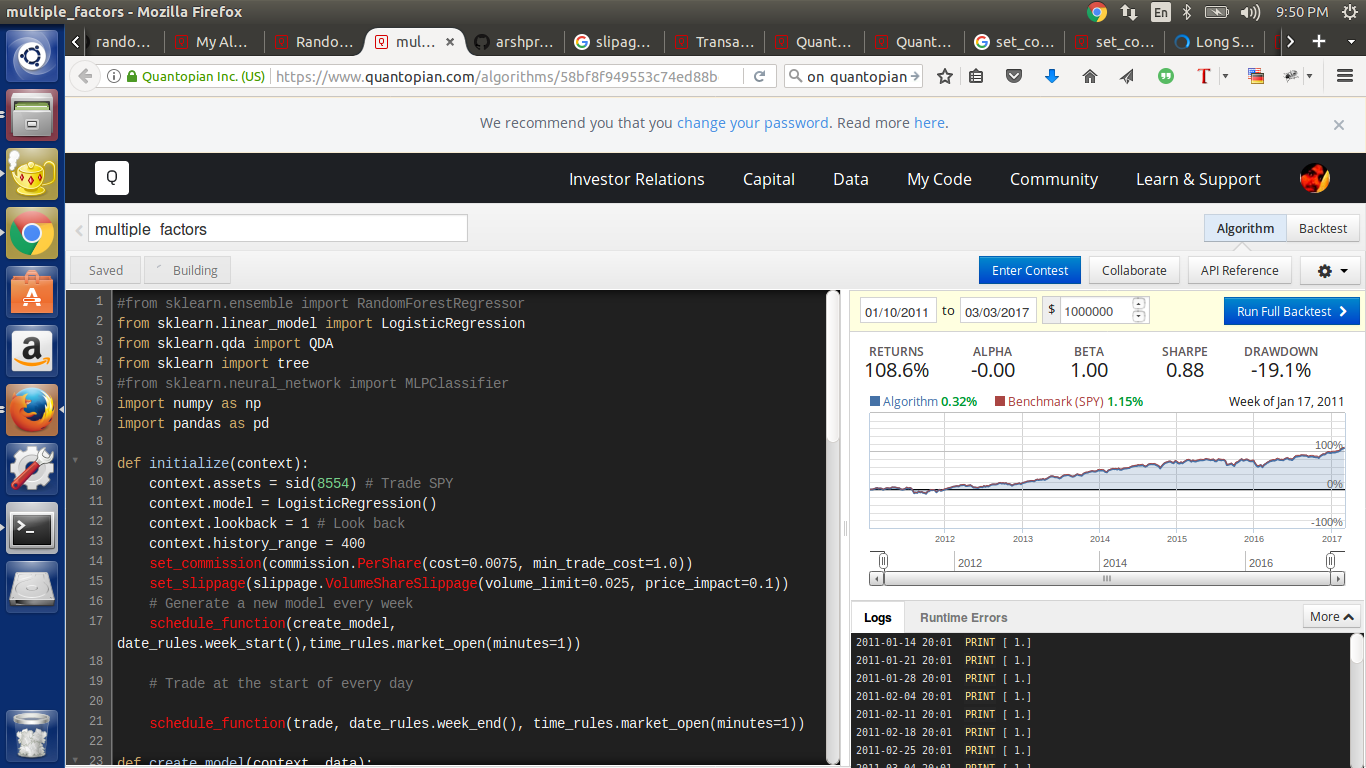 multiple_factors - Mozilla Firefox
En
9:50 PM
rando…
My Al…
Rando…
mul…
arshpr…
slipag…
Transa…
Quant…
Quant…
set_co…
set_co…
Long S…
Quantopian Inc. (US)
https://www.quantopian.com/algorithms/58bf8f949553c74ed88b
on quantopian
We recommend you that you change your password. Read more here.
Q
Investor Relations
Capital
Data
My Code
Community
Learn & Support
multiple factors
Algorithm
Backtest
Saved
Building
Enter Contest
Collaborate
API Reference
1 #from sklearn.ensemble import RandomForestRegressor
2 from sklearn.linear_model import LogisticRegression
3 from sklearn.qda import QDA
4 from sklearn import tree
5 #from sklearn.neural_network import MLPClassifier
6 import numpy as np
7 import pandas as pd
8
9 def initialize(context):
10 context.assets = sid(8554) # Trade SPY
11 context.model = LogisticRegression()
12 context.lookback = 1 # Look back
13 context.history_range = 400
14 set_commission(commission.PerShare(cost=0.0075, min_trade_cost=1.0))
15 set_slippage(slippage.VolumeShareSlippage(volume_limit=0.025, price_impact=0.1))
16 # Generate a new model every week
17 schedule_function(create_model,
date_rules.week_start(),time_rules.market_open(minutes=1))
18
19 # Trade at the start of every day
20
21 schedule_function(trade, date_rules.week_end(), time_rules.market_open(minutes=1))
22
23 def create_model(context, data):
01/10/2011 to 03/03/2017 $ 1000000
Run Full Backtest
RETURNS
108.6%
ALPHA
-0.00
BETA
1.00
SHARPE
0.88
DRAWDOWN
-19.1%
Algorithm 0.32%
Benchmark (SPY) 1.15%
Week of Jan 17, 2011
100%
0%
-100%
2012 2013 2014 2015 2016 2017
2012 2014 2016
Logs
Runtime Errors
More
2011-01-14 20:01 PRINT [ 1.]
2011-01-21 20:01 PRINT [ 1.]
2011-01-28 20:01 PRINT [ 1.]
2011-02-04 20:01 PRINT [ 1.]
2011-02-11 20:01 PRINT [ 1.]
2011-02-18 20:01 PRINT [ 1.]
2011-02-25 20:01 PRINT [ 1.]
2011-03-04 20:01 PRINT [ 1.]